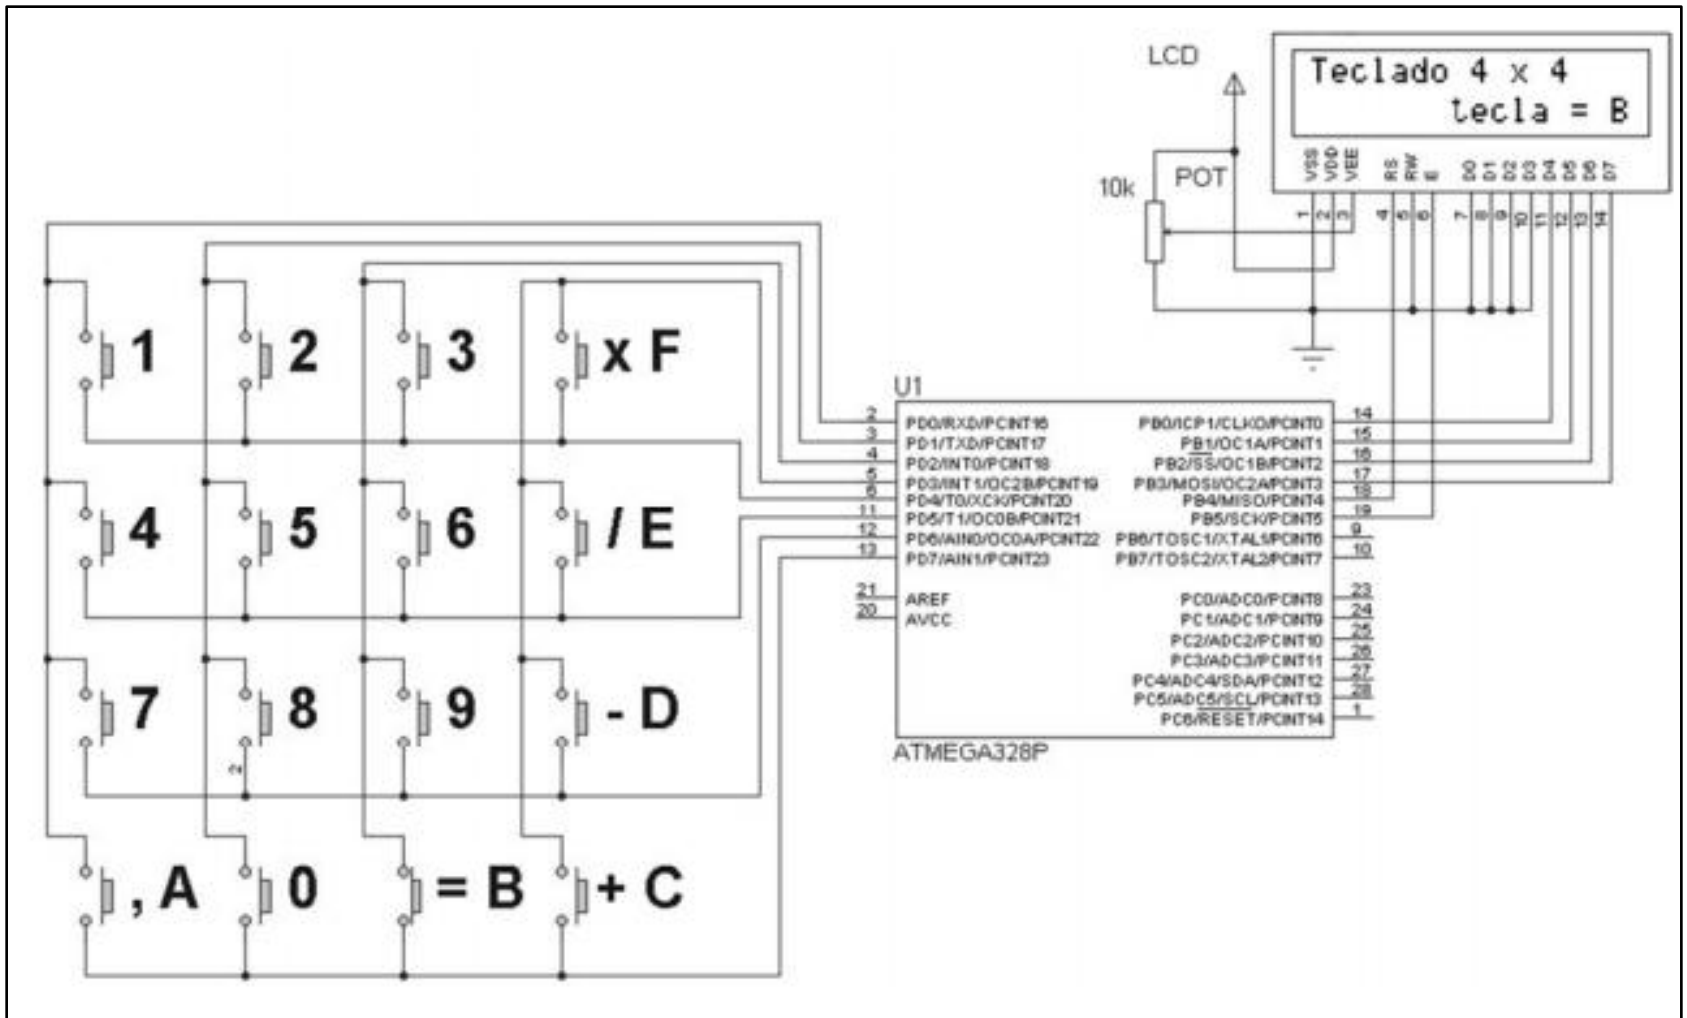 LCD
Teclado 4 x 4
tecla = B
10k
POT
VSS
VDD
VEE
RS
RW
E
D0
D1
D2
D3
D4
D5
D6
D7
1
2
3
4
5
6
7
8
9
10
11
12
13
14
1 2 3 x F
4 5 6 / E
7 8 9 - D
2
, A 0 = B + C
U1
2 PD0/RXD/PCINT16
3 PD1/TXD/PCINT17
4 PD2/INT0/PCINT18
5 PD3/INT1/OC2B/PCINT19
6 PD4/T0/XCK/PCINT20
11 PD5/T1/OC0B/PCINT21
12 PD6/AIN0/OC0A/PCINT22
13 PD7/AIN1/PCINT23
21 AREF
20 AVCC
PB0/ICP1/CLKO/PCINT0 14
PB1/OC1A/PCINT1 15
PB2/SS/OC1B/PCINT2 16
PB3/MOSI/OC2A/PCINT3 17
PB4/MISO/PCINT4 18
PB5/SCK/PCINT5 19
PB6/TOSC1/XTAL1/PCINT6 9
PB7/TOSC2/XTAL2/PCINT7 10
PC0/ADC0/PCINT8 23
PC1/ADC1/PCINT9 24
PC2/ADC2/PCINT10 25
PC3/ADC3/PCINT11 26
PC4/ADC4/SDA/PCINT12 27
PC5/ADC5/SCL/PCINT13 28
PC6/RESET/PCINT14 1
ATMEGA328P